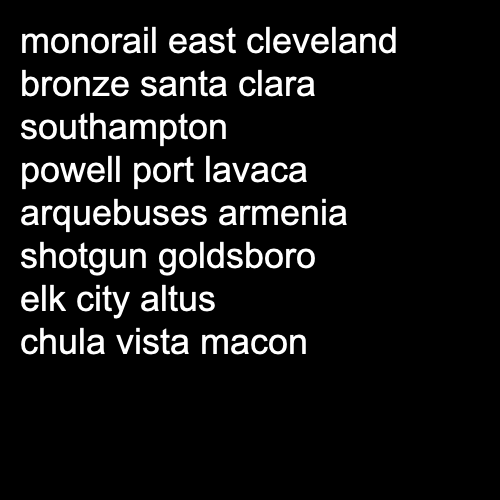 monorail east cleveland
bronze santa clara
southampton
powell port lavaca
arquebuses armenia
shotgun goldsboro
elk city altus
chula vista macon